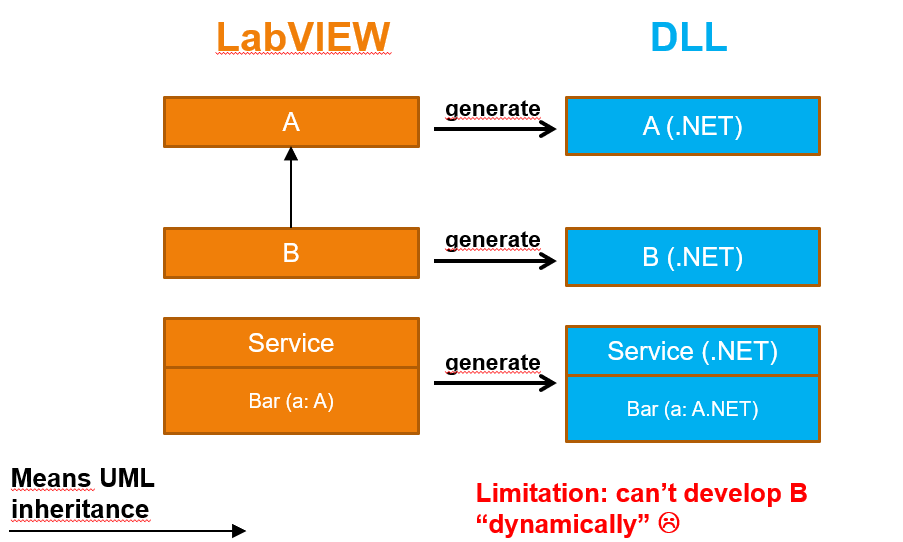 LabVIEW
DLL
A
generate
A (.NET)
B
generate
B (.NET)
Service
Bar (a: A)
generate
Service (.NET)
Bar (a: A.NET)
Means UML
inheritance
Limitation: can’t develop B
“dynamically” ☹